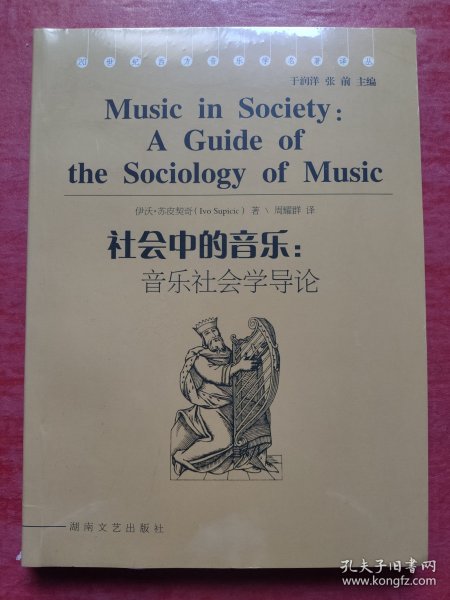 20世纪西方音乐学名著译丛
于润洋 张前 主编
Music in Society:
A Guide of
the Sociology of Music
伊沃·苏皮契奇(Ivo Supicic) 著 \ 周耀群 译
社会中的音乐:
音乐社会学导论
湖南文艺出版社
孔夫子旧书网
www.kongfz.com